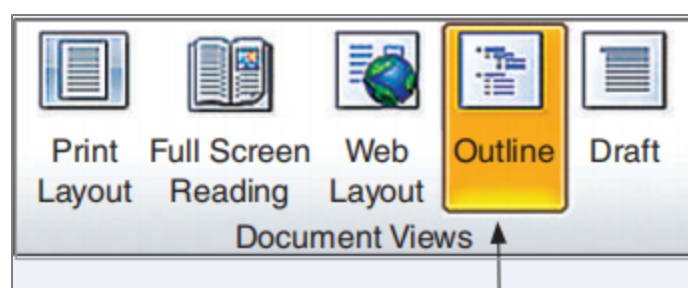 Print Full Screen Web Outline Draft
Layout Reading Layout
Document Views